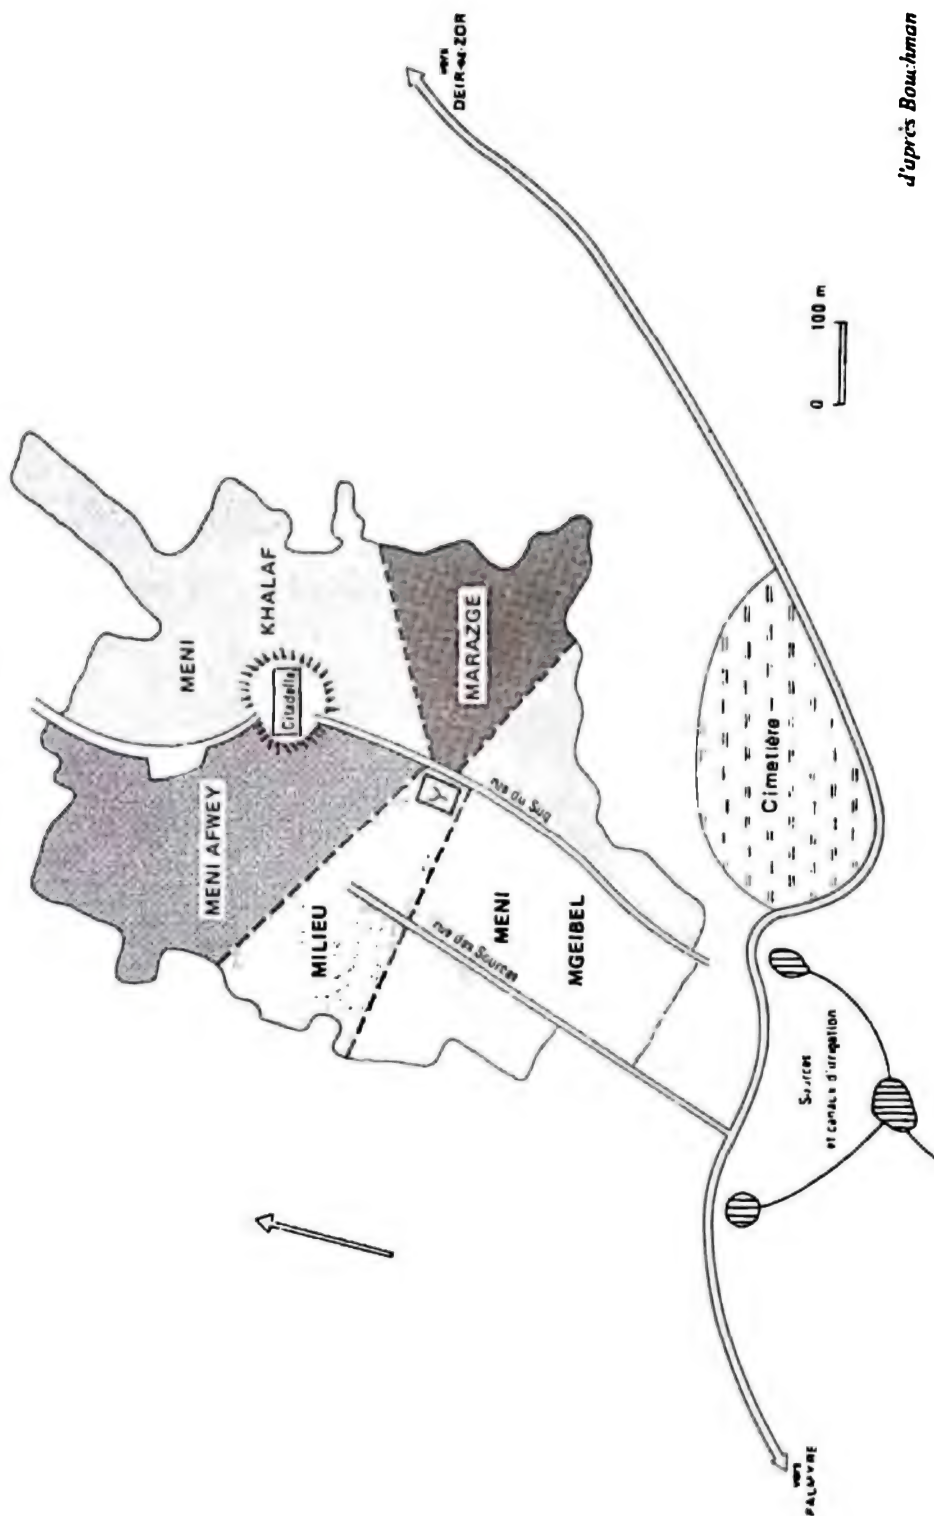 vers
DEIR-ez-ZOR
d'après Boucheman
0 100 m
MENI
KHALAF
Citadelle
MARAZGE
MENI AFWEY
MILIEU
rue du Suq
rue des Sources
MENI
MGEIBEL
Cimetière
Sources
et canaux d'irrigation
vers
PALMYRE